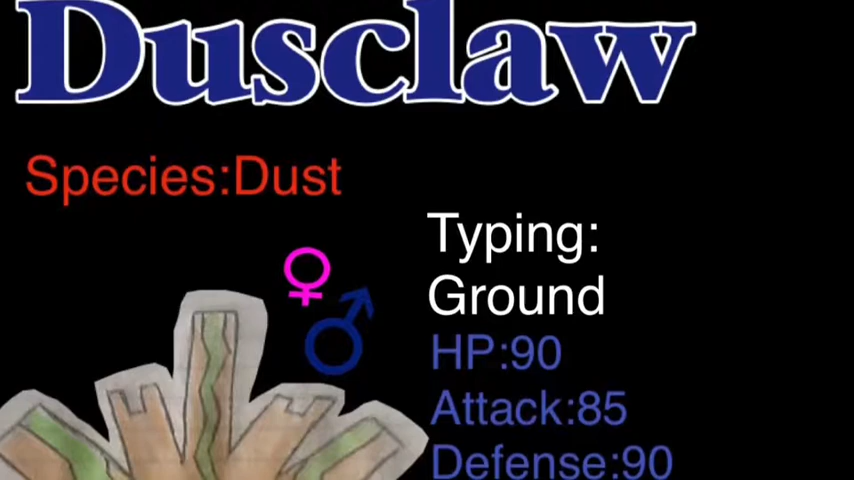 Dusclaw
Species:Dust
Typing:
Ground
HP:90
Attack:85
Defense:90